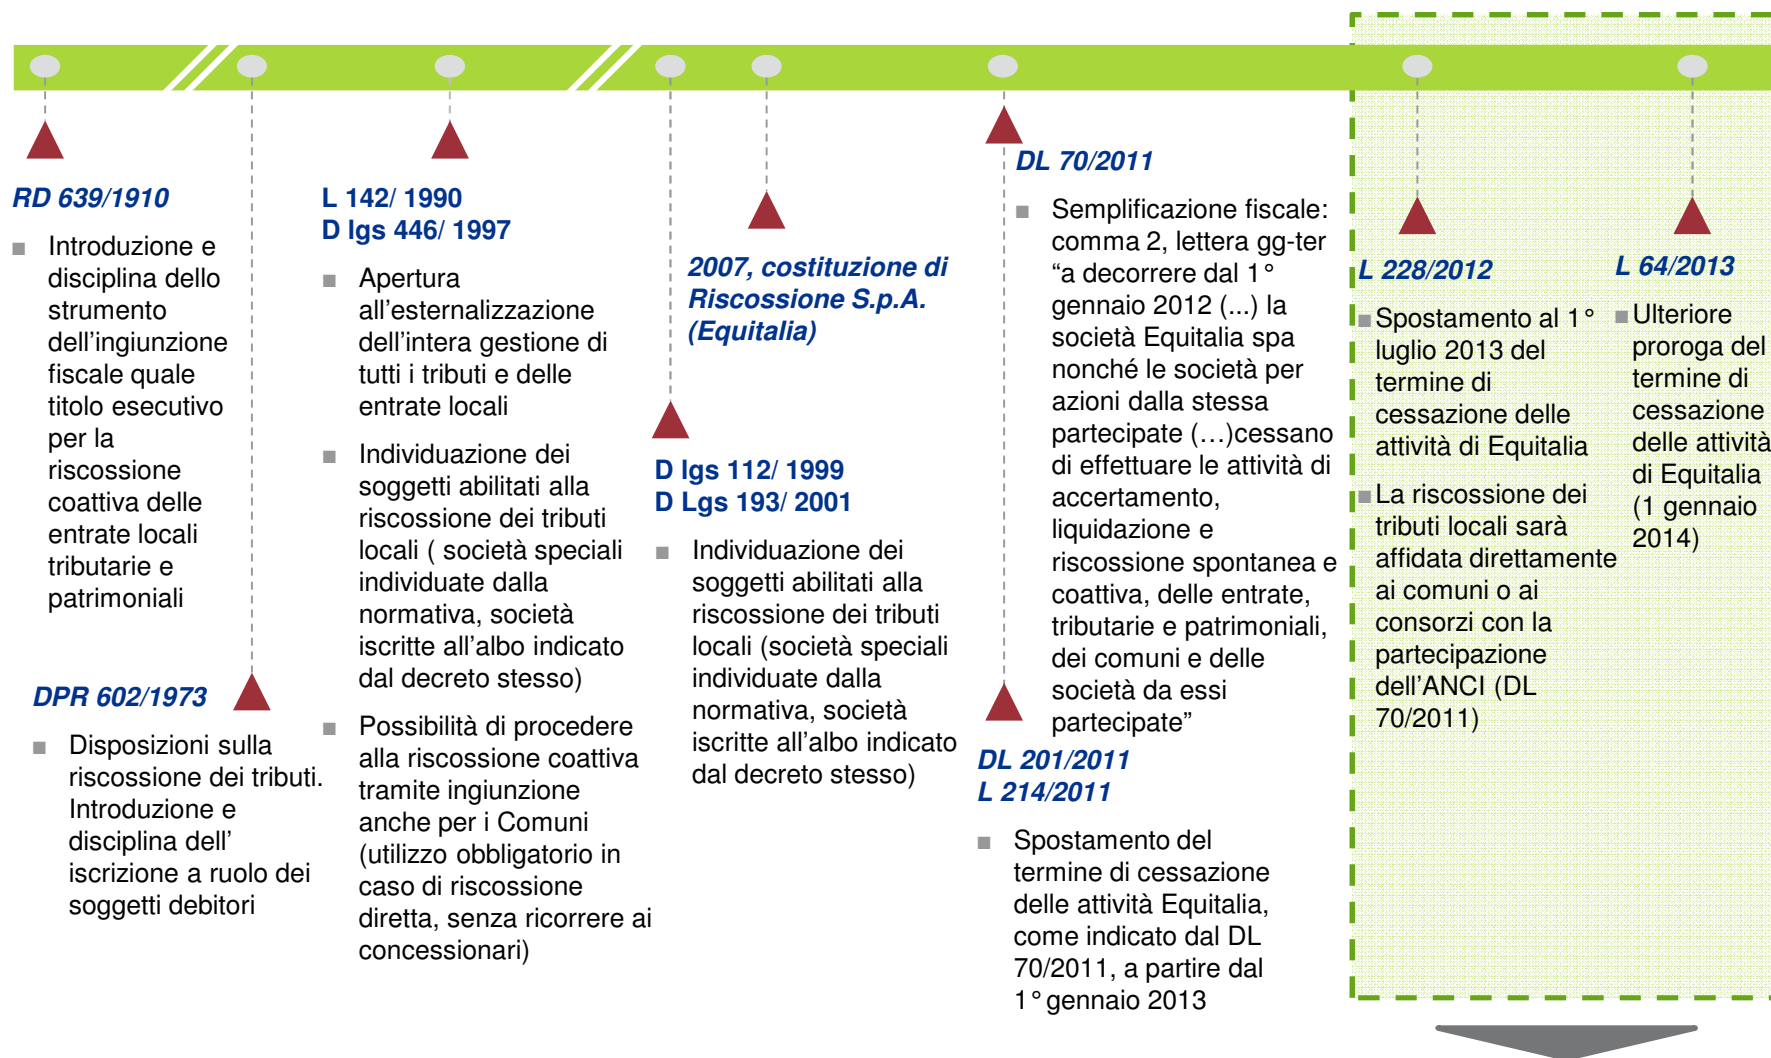 RD 639/1910
Introduzione e
disciplina dello
strumento
dell'ingiunzione
fiscale quale
titolo esecutivo
per la
riscossione
coattiva delle
entrate locali
tributarie e
patrimoniali
DPR 602/1973
Disposizioni sulla
riscossione dei tributi.
Introduzione e
disciplina dell'
iscrizione a ruolo dei
soggetti debitori
L 142/ 1990
D lgs 446/ 1997
Apertura
all'esternalizzazione
dell'intera gestione di
tutti i tributi e delle
entrate locali
Individuazione dei
soggetti abilitati alla
riscossione dei tributi
locali ( società speciali
individuate dalla
normativa, società
iscritte all'albo indicato
dal decreto stesso)
Possibilità di procedere
alla riscossione coattiva
tramite ingiunzione
anche per i Comuni
(utilizzo obbligatorio in
caso di riscossione
diretta, senza ricorrere ai
concessionari)
2007, costituzione di
Riscossione S.p.A.
(Equitalia)
D lgs 112/ 1999
D Lgs 193/ 2001
Individuazione dei
soggetti abilitati alla
riscossione dei tributi
locali (società speciali
individuate dalla
normativa, società
iscritte all'albo indicato
dal decreto stesso)
DL 70/2011
Semplificazione fiscale:
comma 2, lettera gg-ter
“a decorrere dal 1°
gennaio 2012 (...) la
società Equitalia spa
nonché le società per
azioni dalla stessa
partecipate (…)cessano
di effettuare le attività di
accertamento,
liquidazione e
riscossione spontanea e
coattiva, delle entrate,
tributarie e patrimoniali,
dei comuni e delle
società da essi
partecipate”
DL 201/2011
L 214/2011
Spostamento del
termine di cessazione
delle attività Equitalia,
come indicato dal DL
70/2011, a partire dal
1° gennaio 2013
L 228/2012
Spostamento al 1°
luglio 2013 del
termine di
cessazione delle
attività di Equitalia
La riscossione dei
tributi locali sarà
affidata direttamente
ai comuni o ai
consorzi con la
partecipazione
dell'ANCI (DL
70/2011)
L 64/2013
Ulteriore
proroga del
termine di
cessazione
delle attività
di Equitalia
(1 gennaio
2014)